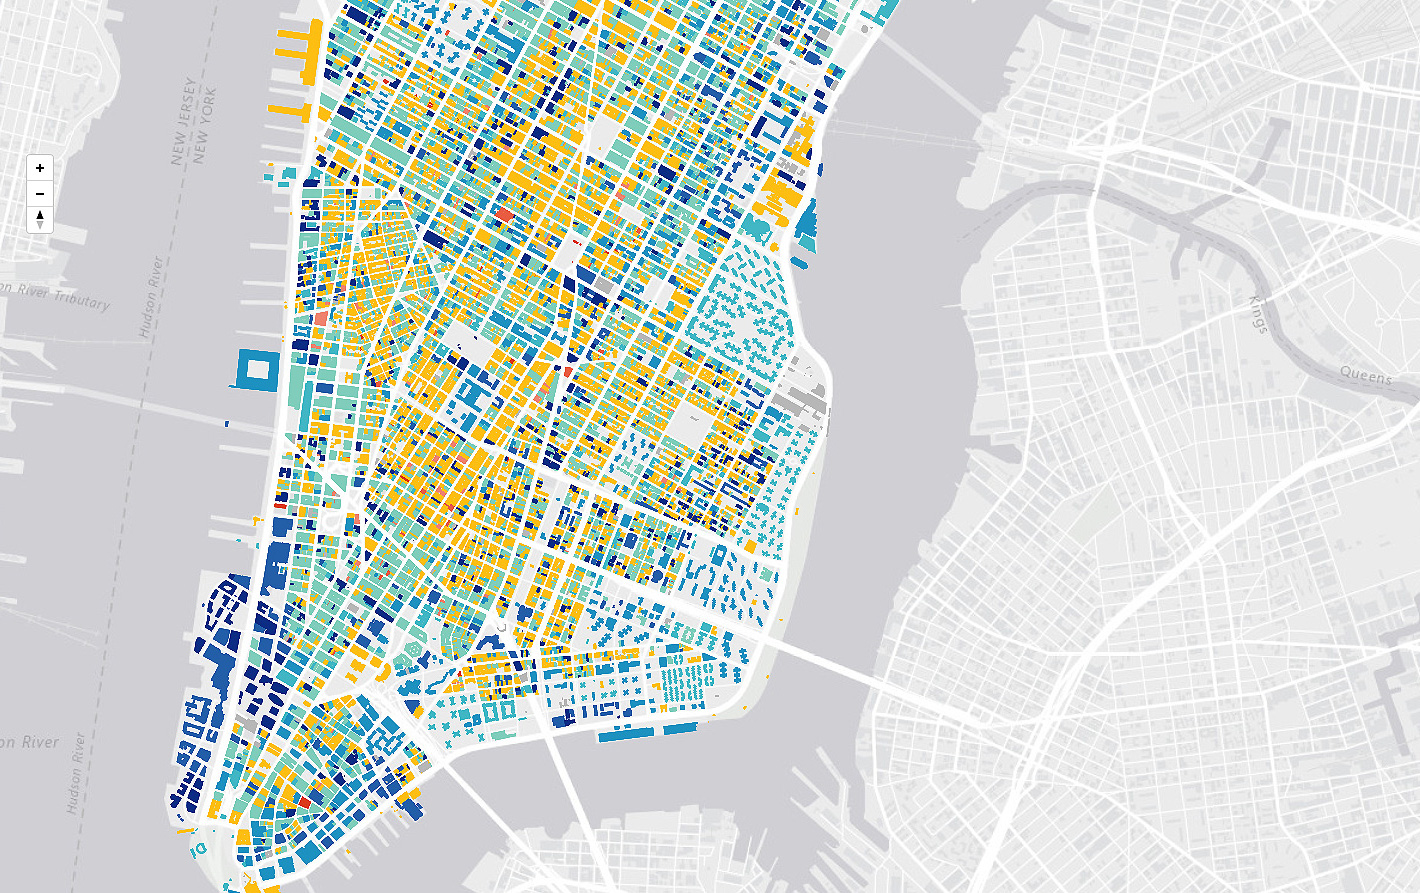 NEW JERSEY
NEW YORK
+
−
Hudson River
on River Tributary
Kings
Queens
on River
Hudson River